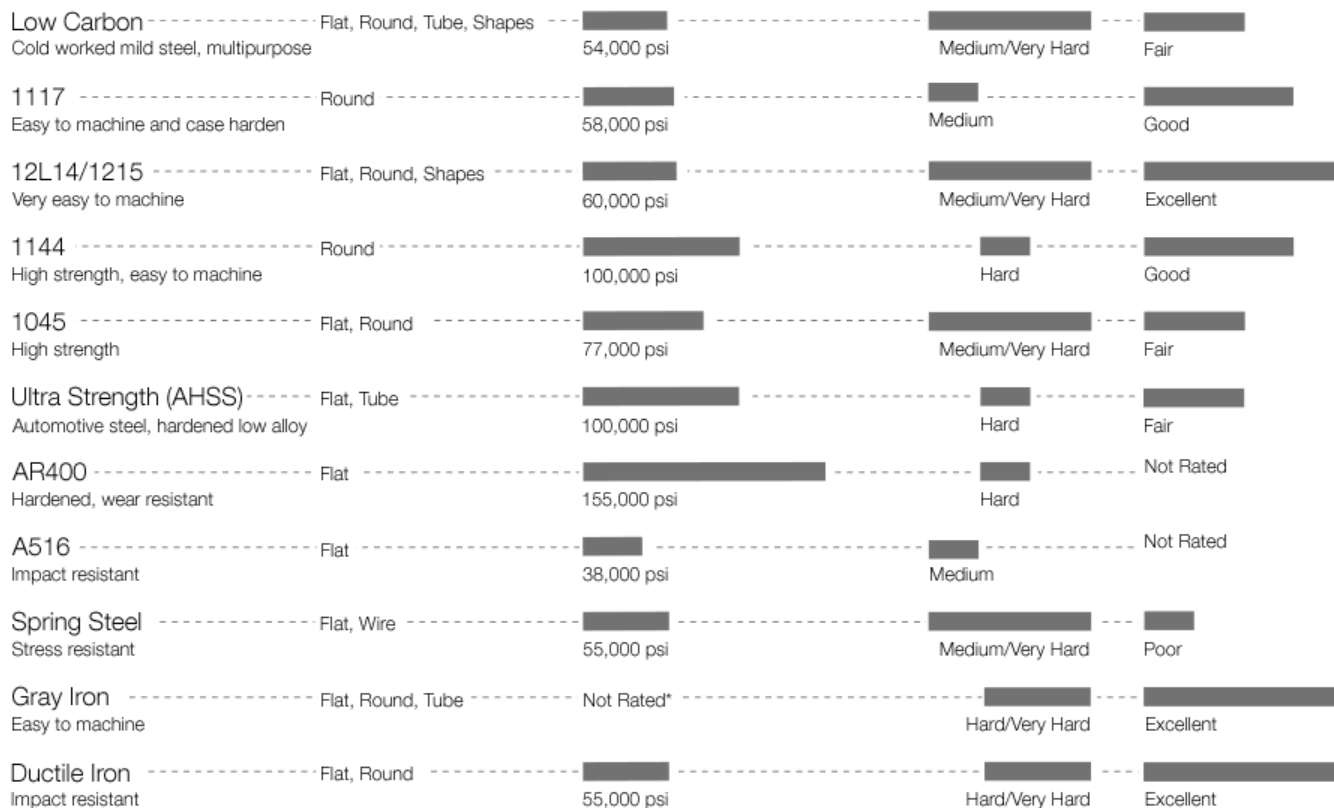 Low Carbon Flat, Round, Tube, Shapes
Cold worked mild steel, multipurpose 54,000 psi Medium/Very Hard Fair
1117 Round
Easy to machine and case harden 58,000 psi Medium Good
12L14/1215 Flat, Round, Shapes
Very easy to machine 60,000 psi Medium/Very Hard Excellent
1144 Round
High strength, easy to machine 100,000 psi Hard Good
1045 Flat, Round
High strength 77,000 psi Medium/Very Hard Fair
Ultra Strength (AHSS) Flat, Tube
Automotive steel, hardened low alloy 100,000 psi Hard Fair
AR400 Flat Not Rated
Hardened, wear resistant 155,000 psi Hard
A516 Flat Not Rated
Impact resistant 38,000 psi Medium
Spring Steel Flat, Wire
Stress resistant 55,000 psi Medium/Very Hard Poor
Gray Iron Flat, Round, Tube Not Rated*
Easy to machine Hard/Very Hard Excellent
Ductile Iron Flat, Round
Impact resistant 55,000 psi Hard/Very Hard Excellent